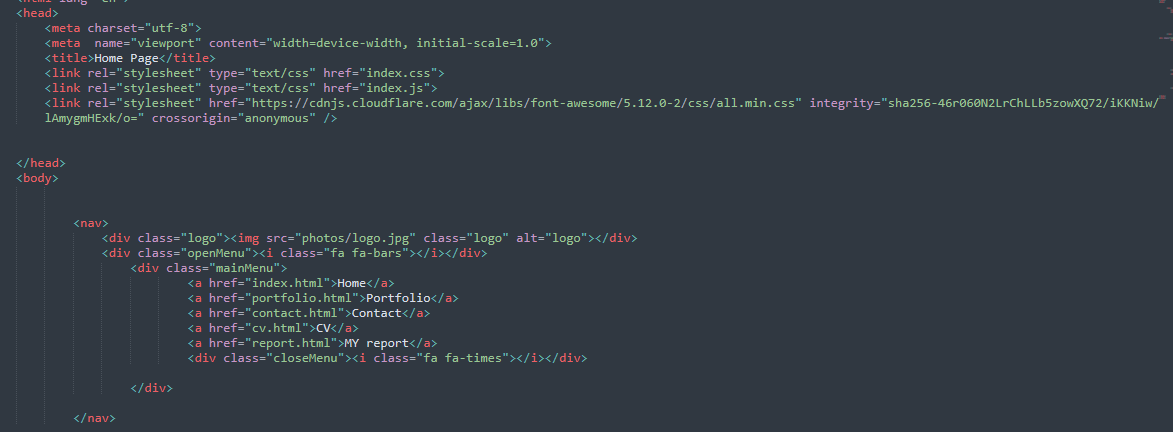 <head>
<meta charset="utf-8">
<meta  name="viewport" content="width=device-width, initial-scale=1.0">
<title>Home Page</title>
<link rel="stylesheet" type="text/css" href="index.css">
<link rel="stylesheet" type="text/css" href="index.js">
<link rel="stylesheet" href="https://cdnjs.cloudflare.com/ajax/libs/font-awesome/5.12.0-2/css/all.min.css" integrity="sha256-46r060N2LrChLLb5zowXQ72/iKKNiw/
lAmygmHExk/o=" crossorigin="anonymous" />
</head>
<body>
<nav>
<div class="logo"><img src="photos/logo.jpg" class="logo" alt="logo"></div>
<div class="openMenu"><i class="fa fa-bars"></i></div>
<div class="mainMenu">
<a href="index.html">Home</a>
<a href="portfolio.html">Portfolio</a>
<a href="contact.html">Contact</a>
<a href="cv.html">CV</a>
<a href="report.html">MY report</a>
<div class="closeMenu"><i class="fa fa-times"></i></div>
</div>
</nav>